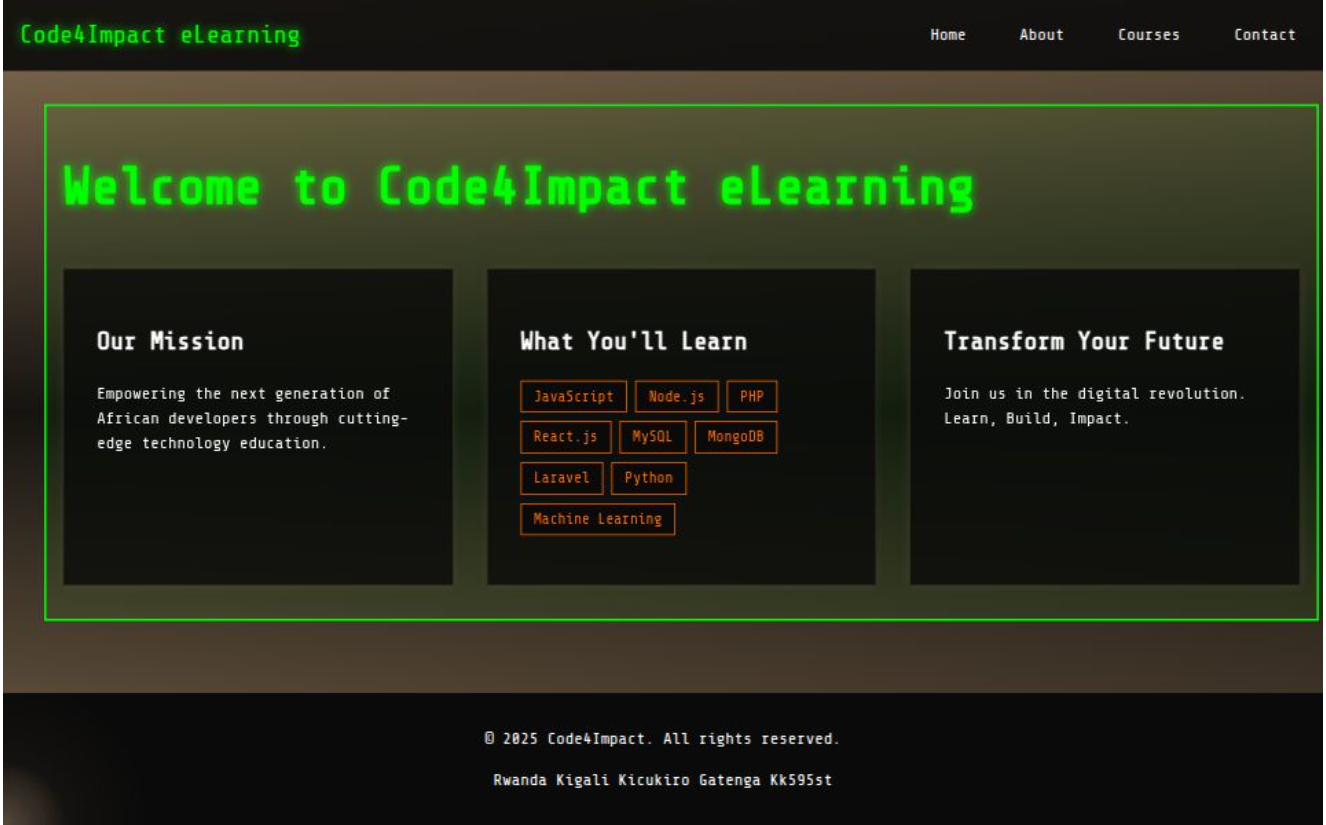 Code4Impact eLearning
Home About Courses Contact
Welcome to Code4Impact eLearning
Our Mission
Empowering the next generation of
African developers through cutting-
edge technology education.
What You'll Learn
JavaScript Node.js PHP
React.js MySQL MongoDB
Laravel Python
Machine Learning
Transform Your Future
Join us in the digital revolution.
Learn, Build, Impact.
© 2025 Code4Impact. All rights reserved.
Rwanda Kigali Kicukiro Gatenga Kk595st